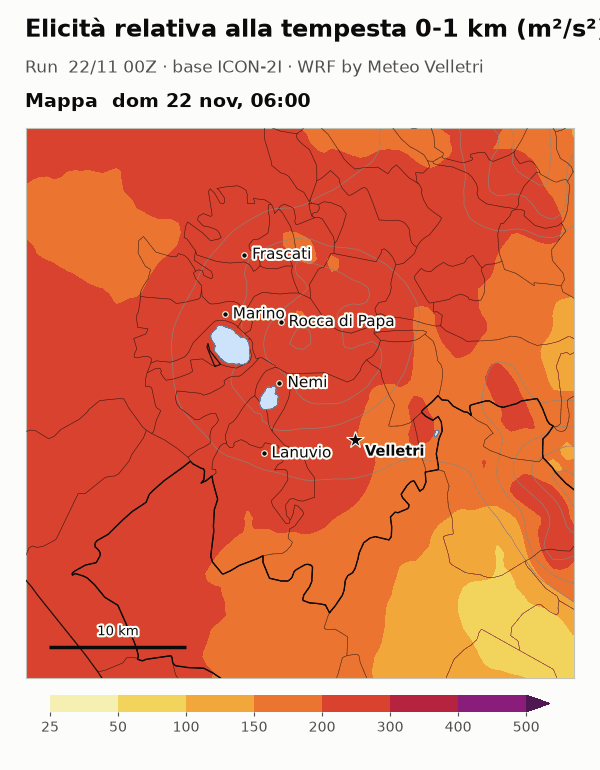 Elicità relativa alla tempesta 0-1 km (m²/s²)
Run  22/11 00Z · base ICON-2I · WRF by Meteo Velletri
Mappa  dom 22 nov, 06:00
Frascati
Marino
Rocca di Papa
Nemi
Velletri
Lanuvio
10 km
25 50 100 150 200 300 400 500